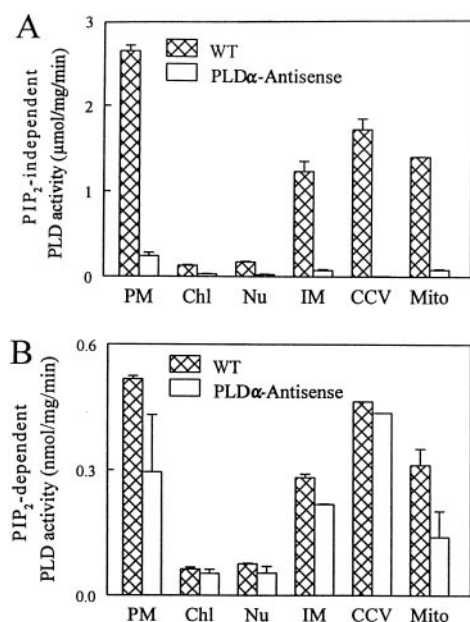 A
PIP₂-independent
PLD activity (μmol/mg/min)
3
2
1
0
WT
PLDα-Antisense
PM Chl Nu IM CCV Mito
B
PIP₂-dependent
PLD activity (nmol/mg/min)
0.6
0.3
0.0
WT
PLDα-Antisense
PM Chl Nu IM CCV Mito